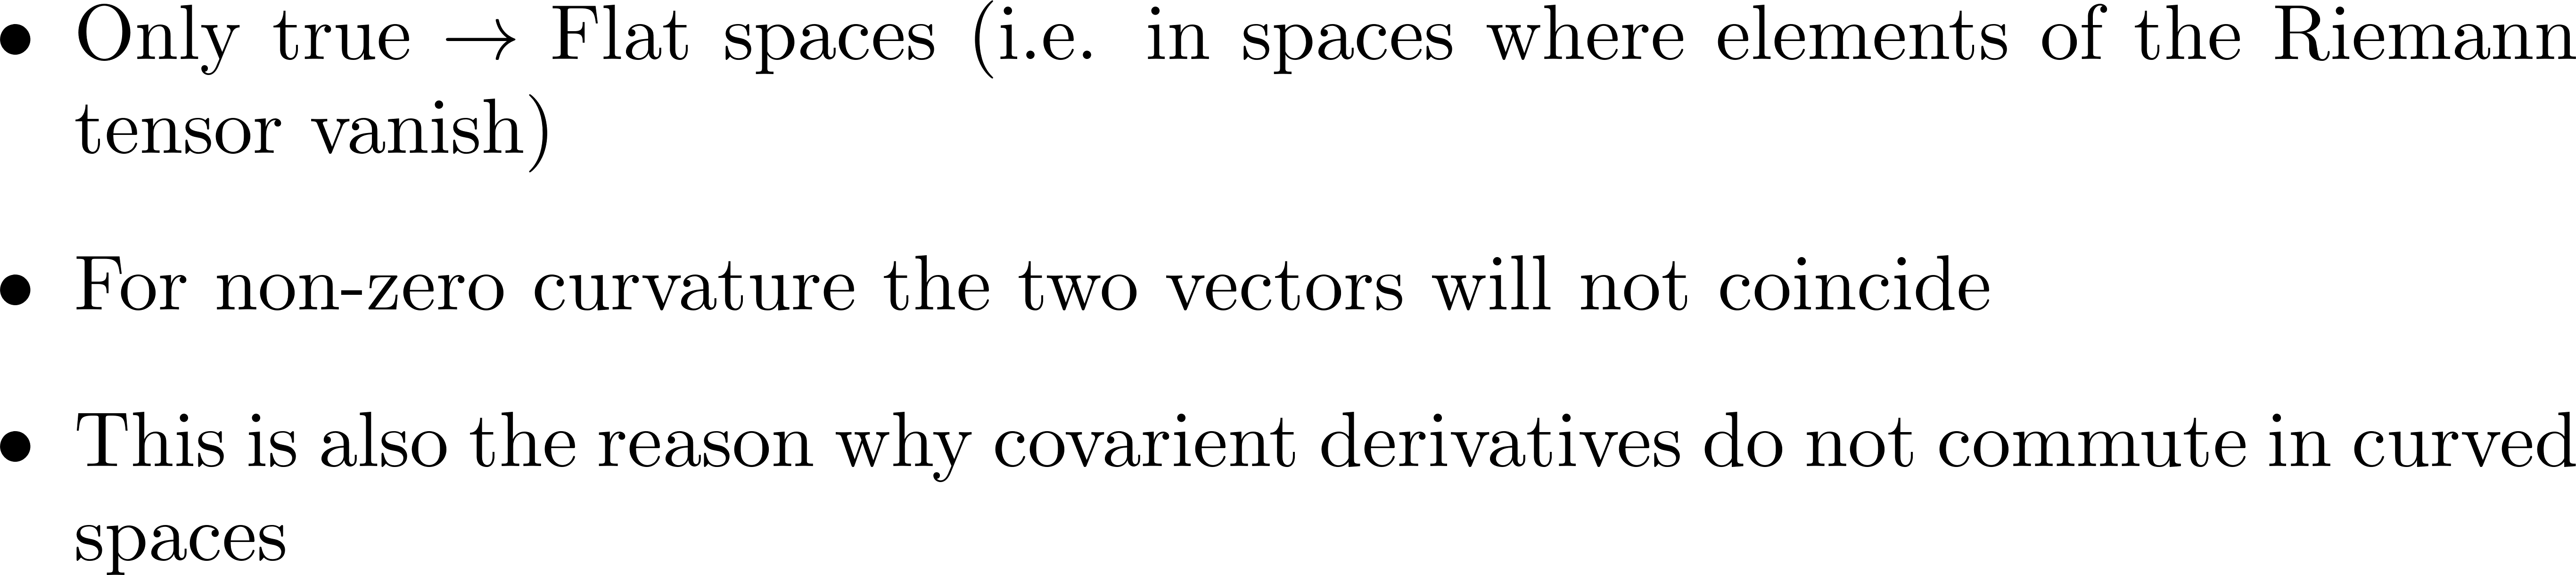 • Only true → Flat spaces (i.e. in spaces where elements of the Riemann
tensor vanish)
• For non-zero curvature the two vectors will not coincide
• This is also the reason why covarient derivatives do not commute in curved
spaces